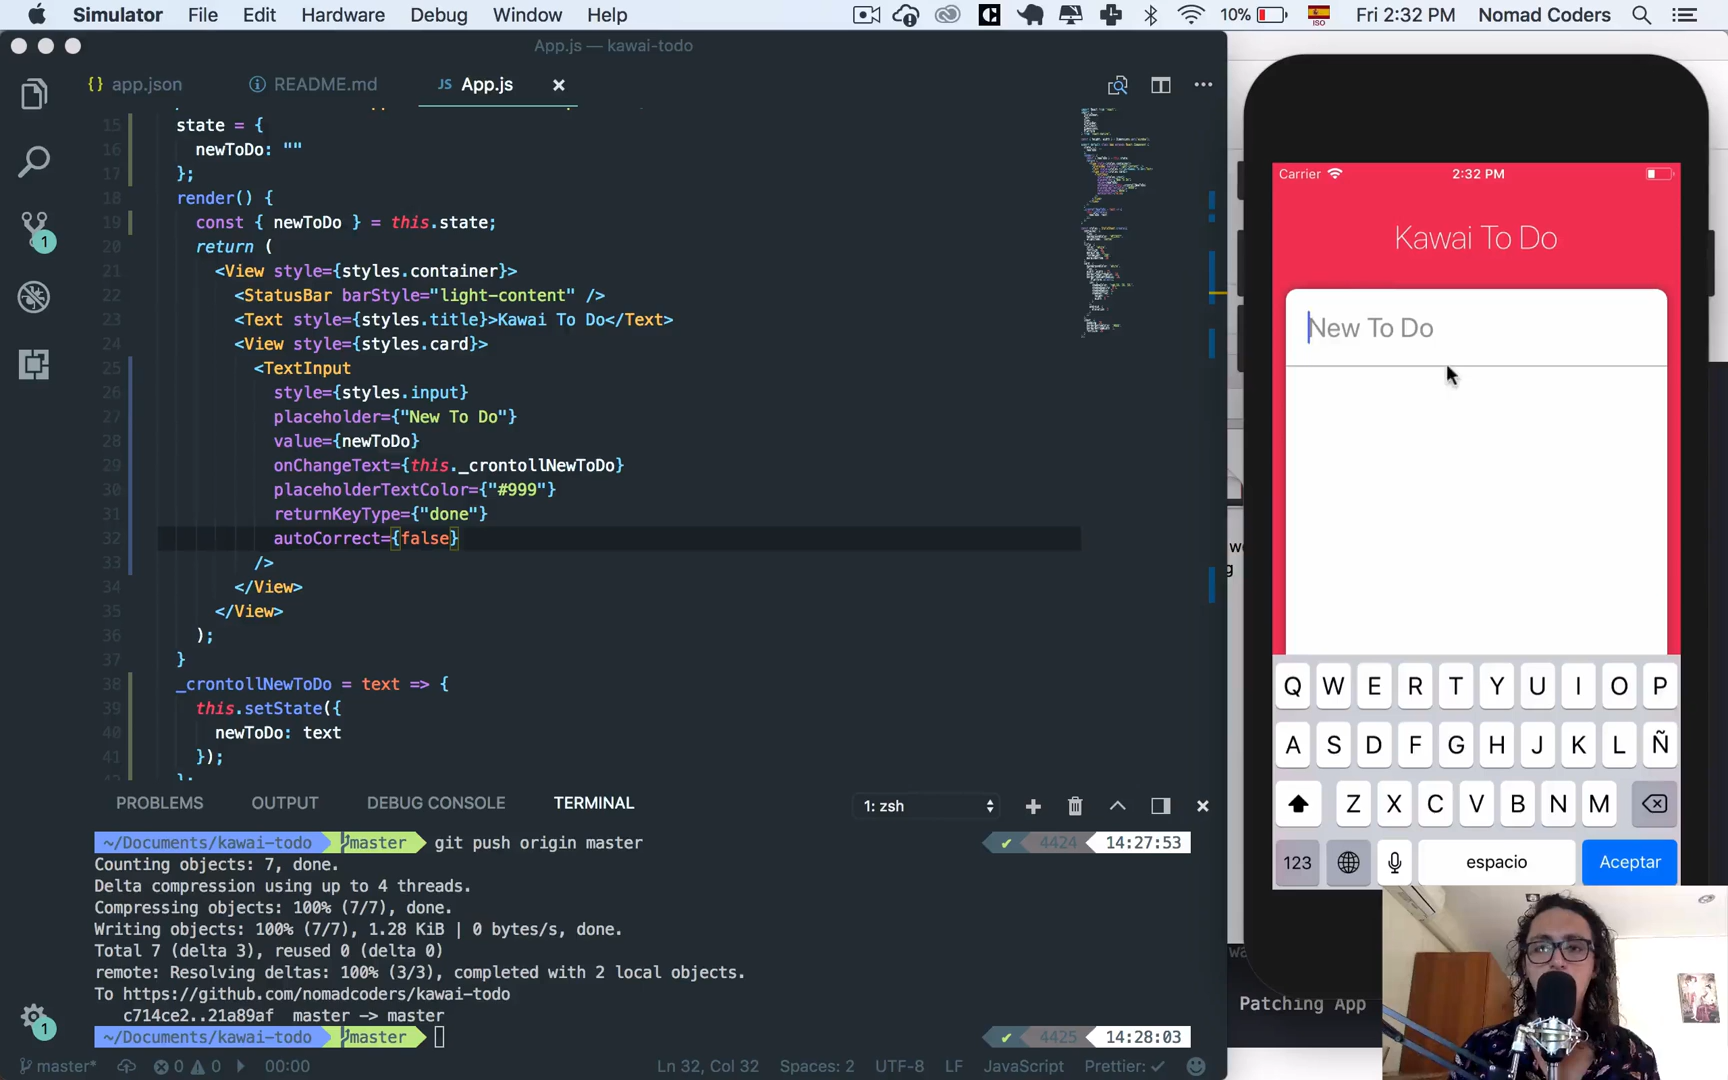 Simulator File Edit Hardware Debug Window Help 10% ISO Fri 2:32 PM Nomad Coders
App.js — kawai-todo
{} app.json README.md JS App.js
15 state = {
16 newToDo: ""
17 };
18 render() {
19 const { newToDo } = this.state;
20 return (
21 <View style={styles.container}>
22 <StatusBar barStyle="light-content" />
23 <Text style={styles.title}>Kawai To Do</Text>
24 <View style={styles.card}>
25 <TextInput
26 style={styles.input}
27 placeholder={"New To Do"}
28 value={newToDo}
29 onChangeText={this._crontollNewToDo}
30 placeholderTextColor={"#999"}
31 returnKeyType={"done"}
32 autoCorrect={false}
33 />
34 </View>
35 </View>
36 );
37 }
38 _crontollNewToDo = text => {
39 this.setState({
40 newToDo: text
41 });
PROBLEMS OUTPUT DEBUG CONSOLE TERMINAL 1: zsh
~/Documents/kawai-todo master git push origin master ✔ 4424 14:27:53
Counting objects: 7, done.
Delta compression using up to 4 threads.
Compressing objects: 100% (7/7), done.
Writing objects: 100% (7/7), 1.28 KiB | 0 bytes/s, done.
Total 7 (delta 3), reused 0 (delta 0)
remote: Resolving deltas: 100% (3/3), completed with 2 local objects.
To https://github.com/nomadcoders/kawai-todo
c714ce2..21a89af master -> master
~/Documents/kawai-todo master ✔ 4425 14:28:03
1
1
master* 0 0 00:00 Ln 32, Col 32 Spaces: 2 UTF-8 LF JavaScript Prettier: ✓
Carrier 2:32 PM
Kawai To Do
New To Do
Q W E R T Y U I O P
A S D F G H J K L Ñ
Z X C V B N M
123 espacio Aceptar
Patching App